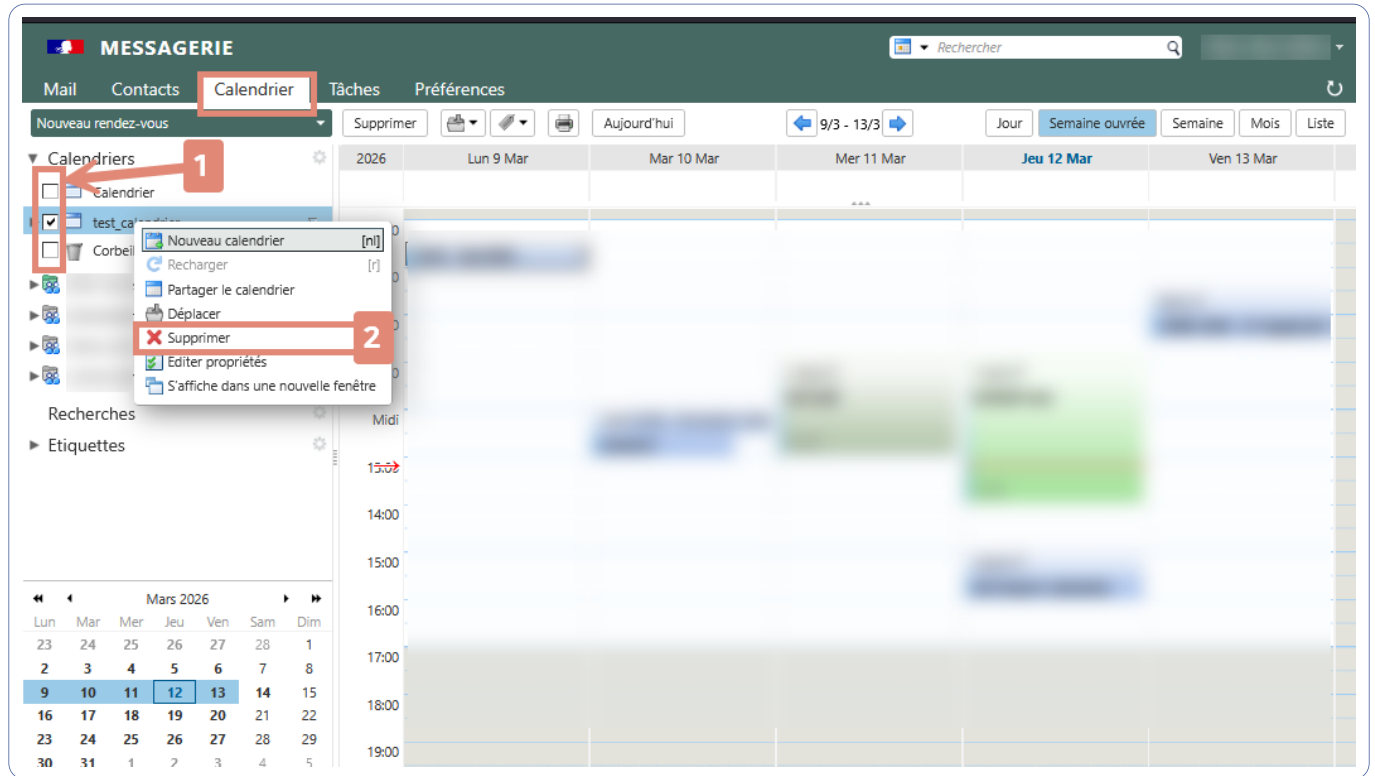 MESSAGERIE
Rechercher
Mail Contacts Calendrier Tâches Préférences
Nouveau rendez-vous Supprimer Aujourd'hui 9/3 - 13/3 Jour Semaine ouvrée Semaine Mois Liste
Calendriers 1 2026 Lun 9 Mar Mar 10 Mar Mer 11 Mar Jeu 12 Mar Ven 13 Mar
Calendrier
test_calendrier
Nouveau calendrier [nl]
Recharger [r]
Partager le calendrier
Déplacer
Supprimer 2
Editer propriétés
S'affiche dans une nouvelle fenêtre
Recherches
Midi
Etiquettes
14:00
15:00
16:00
17:00
18:00
19:00
Mars 2026
Lun Mar Mer Jeu Ven Sam Dim
23 24 25 26 27 28 1
2 3 4 5 6 7 8
9 10 11 12 13 14 15
16 17 18 19 20 21 22
23 24 25 26 27 28 29
30 31 1 2 3 4 5